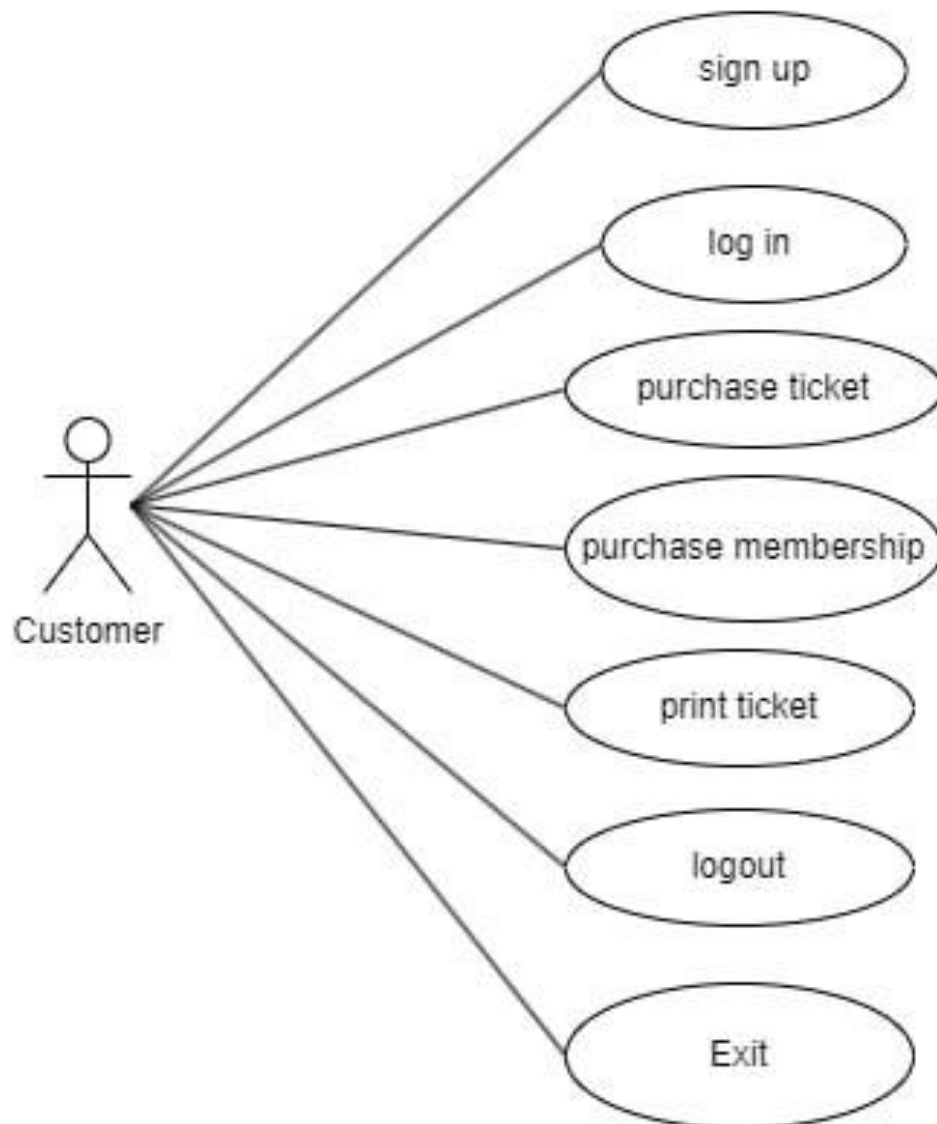 sign up
log in
purchase ticket
purchase membership
Customer
print ticket
logout
Exit